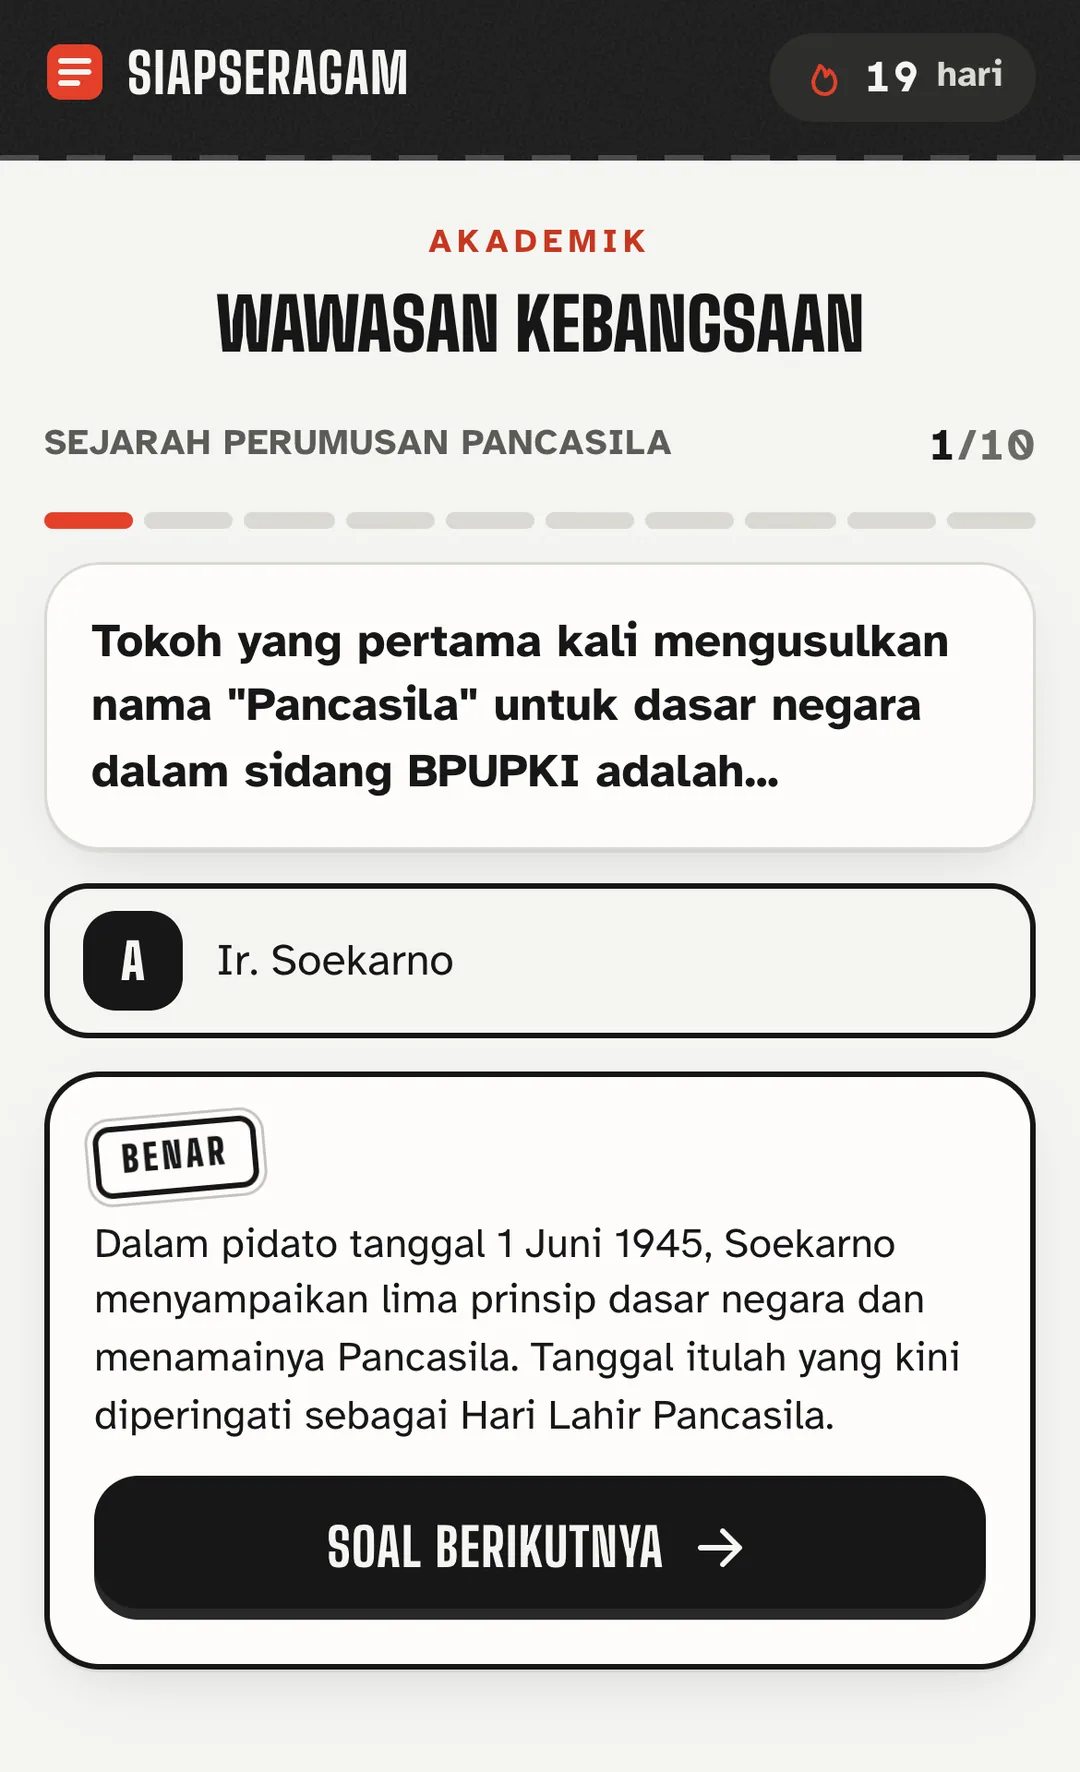 SIAPSERAGAM
19 hari
AKADEMIK
WAWASAN KEBANGSAAN
SEJARAH PERUMUSAN PANCASILA
1/10
Tokoh yang pertama kali mengusulkan
nama "Pancasila" untuk dasar negara
dalam sidang BPUPKI adalah...
A
Ir. Soekarno
BENAR
Dalam pidato tanggal 1 Juni 1945, Soekarno
menyampaikan lima prinsip dasar negara dan
menamainya Pancasila. Tanggal itulah yang kini
diperingati sebagai Hari Lahir Pancasila.
SOAL BERIKUTNYA →